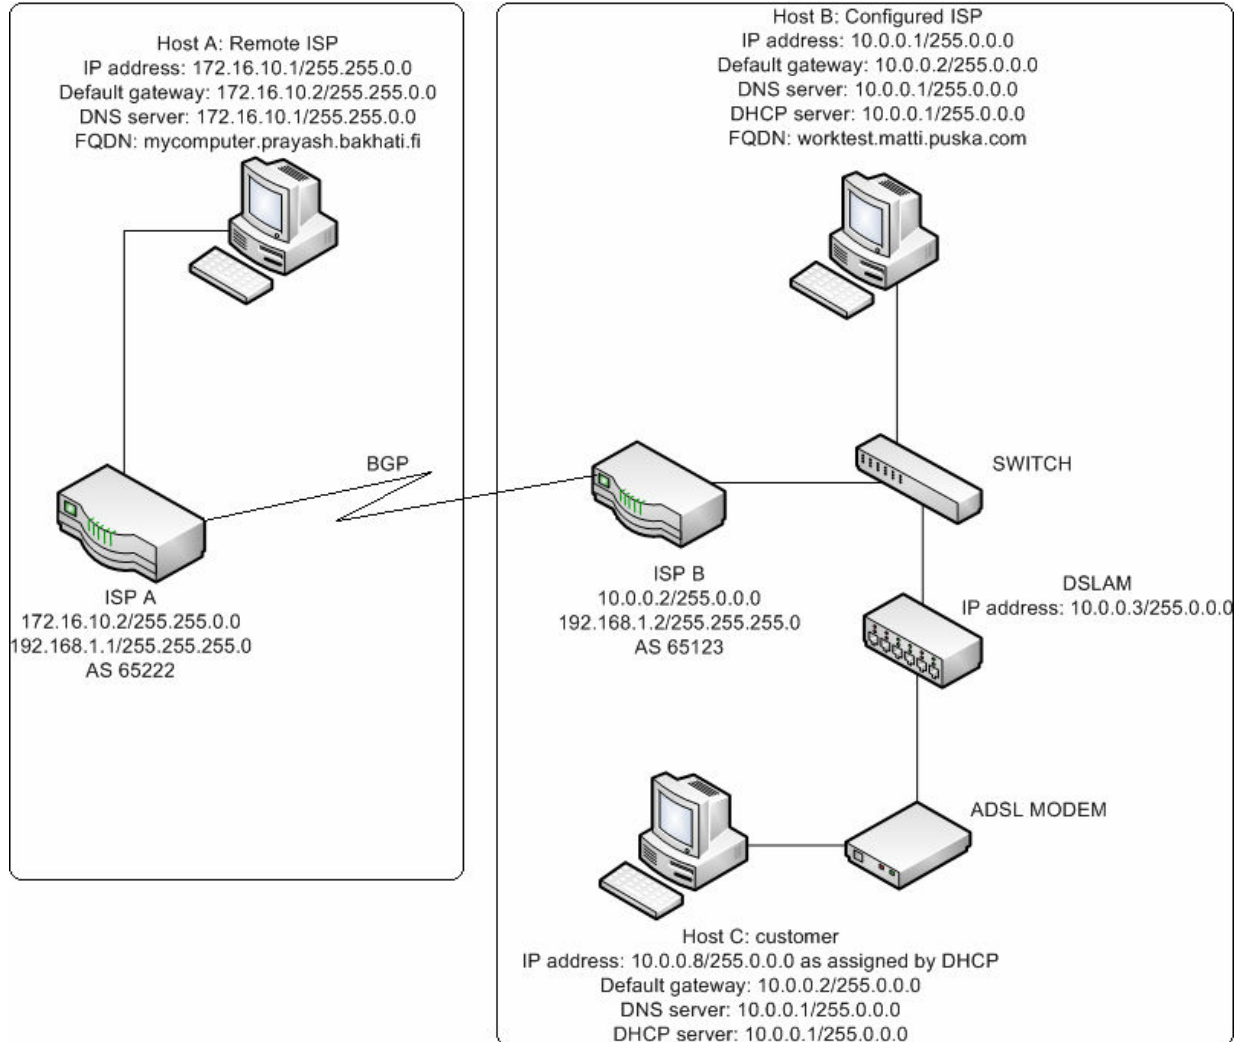 Host A: Remote ISP
IP address: 172.16.10.1/255.255.0.0
Default gateway: 172.16.10.2/255.255.0.0
DNS server: 172.16.10.1/255.255.0.0
FQDN: mycomputer.prayash.bakhati.fi
BGP
ISP A
172.16.10.2/255.255.0.0
192.168.1.1/255.255.255.0
AS 65222
Host B: Configured ISP
IP address: 10.0.0.1/255.0.0.0
Default gateway: 10.0.0.2/255.0.0.0
DNS server: 10.0.0.1/255.0.0.0
DHCP server: 10.0.0.1/255.0.0.0
FQDN: worktest.matti.puska.com
SWITCH
ISP B
10.0.0.2/255.0.0.0
192.168.1.2/255.255.255.0
AS 65123
DSLAM
IP address: 10.0.0.3/255.0.0.0
ADSL MODEM
Host C: customer
IP address: 10.0.0.8/255.0.0.0 as assigned by DHCP
Default gateway: 10.0.0.2/255.0.0.0
DNS server: 10.0.0.1/255.0.0.0
DHCP server: 10.0.0.1/255.0.0.0